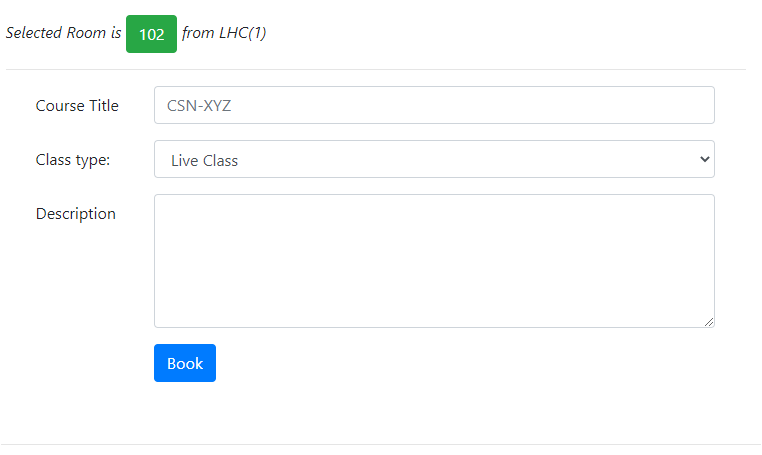 Selected Room is 102 from LHC(1)
Course Title CSN-XYZ
Class type: Live Class
Description
Book